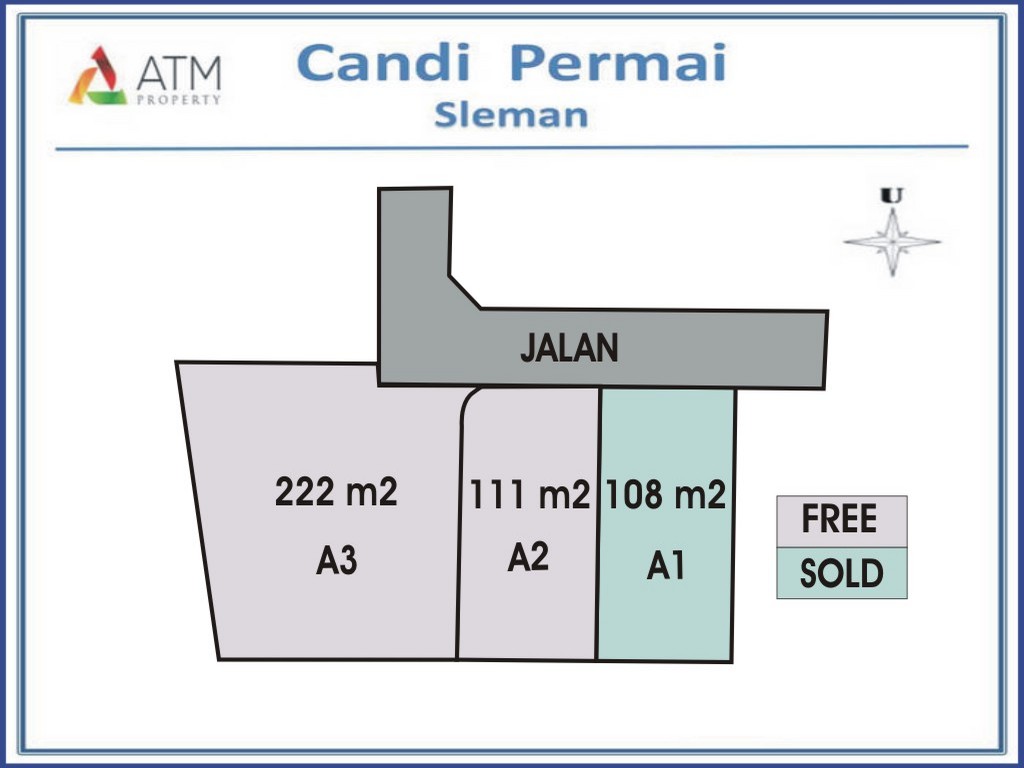 ATM
PROPERTY
Candi Permai
Sleman
U
JALAN
222 m2
111 m2
108 m2
A3
A2
A1
FREE
SOLD